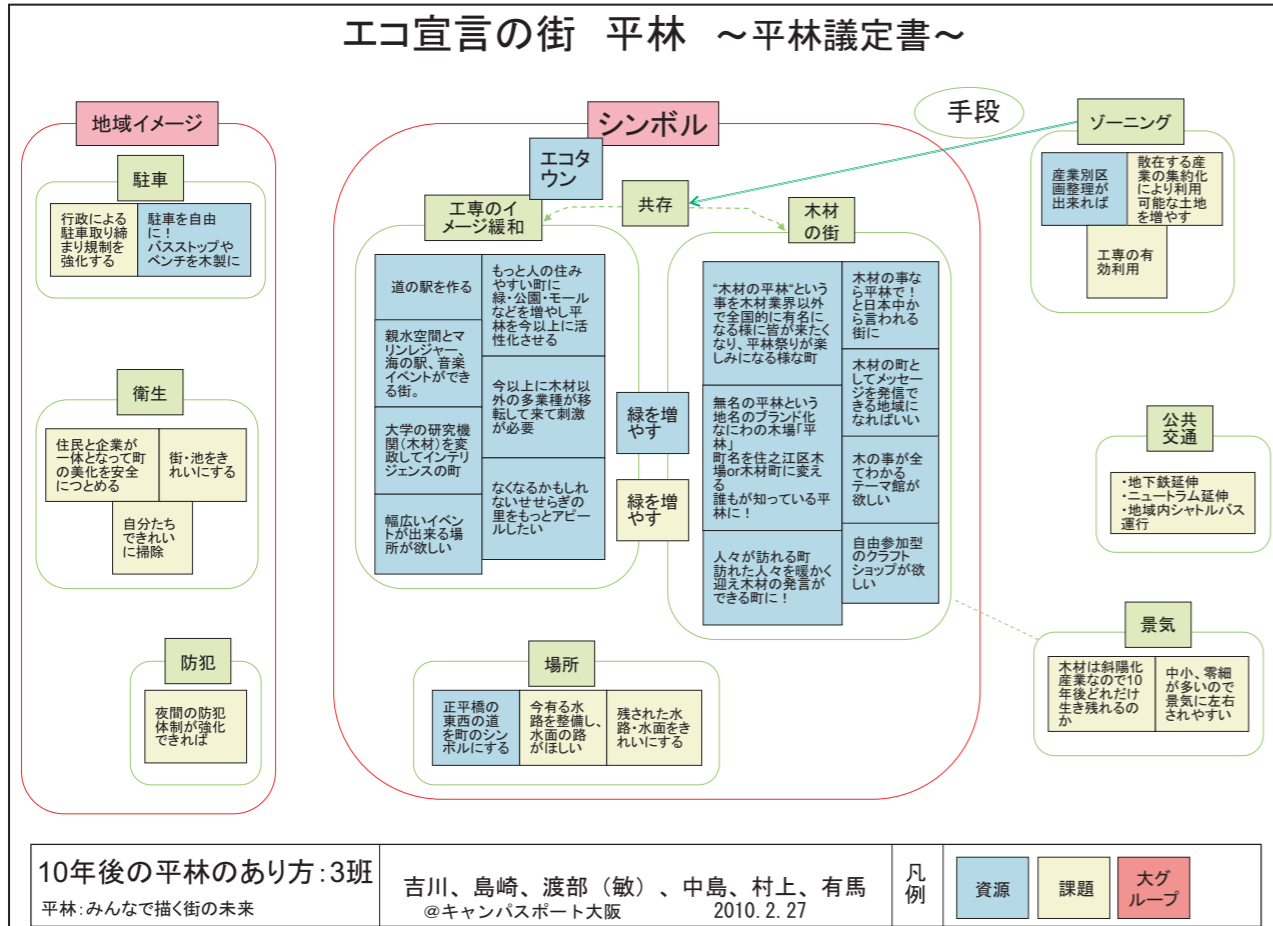 エコ宣言の街 平林 ～平林議定書～
地域イメージ
駐車
行政による
駐車取り締
まり規制を
強化する
駐車を自由
に！
バスストップや
ベンチを木製に
衛生
住民と企業が
一体となって町
の美化を安全
につとめる
街・池をき
れいにする
自分たち
できれい
に掃除
防犯
夜間の防犯
体制が強化
できれば
シンボル
エコタ
ウン
共存
工専のイ
メージ緩和
道の駅を作る
親水空間とマ
リンレジャー、
海の駅、音楽
イベントができ
る街。
大学の研究機
関（木材）を変
政してインテリ
ジェンスの町
幅広いイベン
トが出来る場
所が欲しい
もっと人の住み
やすい町に
緑・公園・モール
などを増やし平
林を今以上に活
性化させる
今以上に木材以
外の多業種が移
転して来て刺激
が必要
なくなるかもしれ
ないせせらぎの
里をもっとアピー
ルしたい
緑を増
やす
緑を増
やす
木材
の街
“木材の平林“という
事を木材業界以外
で全国的に有名に
なる様に皆が来たく
なり、平林祭りが楽
しみになる様な町
無名の平林という
地名のブランド化
なにわの木場「平
林」
町名を住之江区木
場or木材町に変え
る
誰もが知っている平
林に！
人々が訪れる町
訪れた人々を暖かく
迎え木材の発言が
できる町に！
木材の事な
ら平林で！
と日本中か
ら言われる
街に
木材の町と
してメッセー
ジを発信で
きる地域に
なればいい
木の事が全
てわかる
テーマ館が
欲しい
自由参加型
のクラフト
ショップが欲
しい
場所
正平橋の
東西の道
を町のシン
ボルにする
今有る水
路を整備し、
水面の路
がほしい
残された水
路・水面をき
れいにする
手段
ゾーニング
産業別区
画整理が
出来れば
散在する産
業の集約化
により利用
可能な土地
を増やす
工専の有
効利用
公共
交通
・地下鉄延伸
・ニュートラム延伸
・地域内シャトルバス
運行
景気
木材は斜陽化
産業なので10
年後どれだけ
生き残れるの
か
中小、零細
が多いので
景気に左右
されやすい
10年後の平林のあり方：3班
平林：みんなで描く街の未来
吉川、島崎、渡部（敏）、中島、村上、有馬
＠キャンパスポート大阪 2010.2.27
凡
例
資源
課題
大グ
ループ